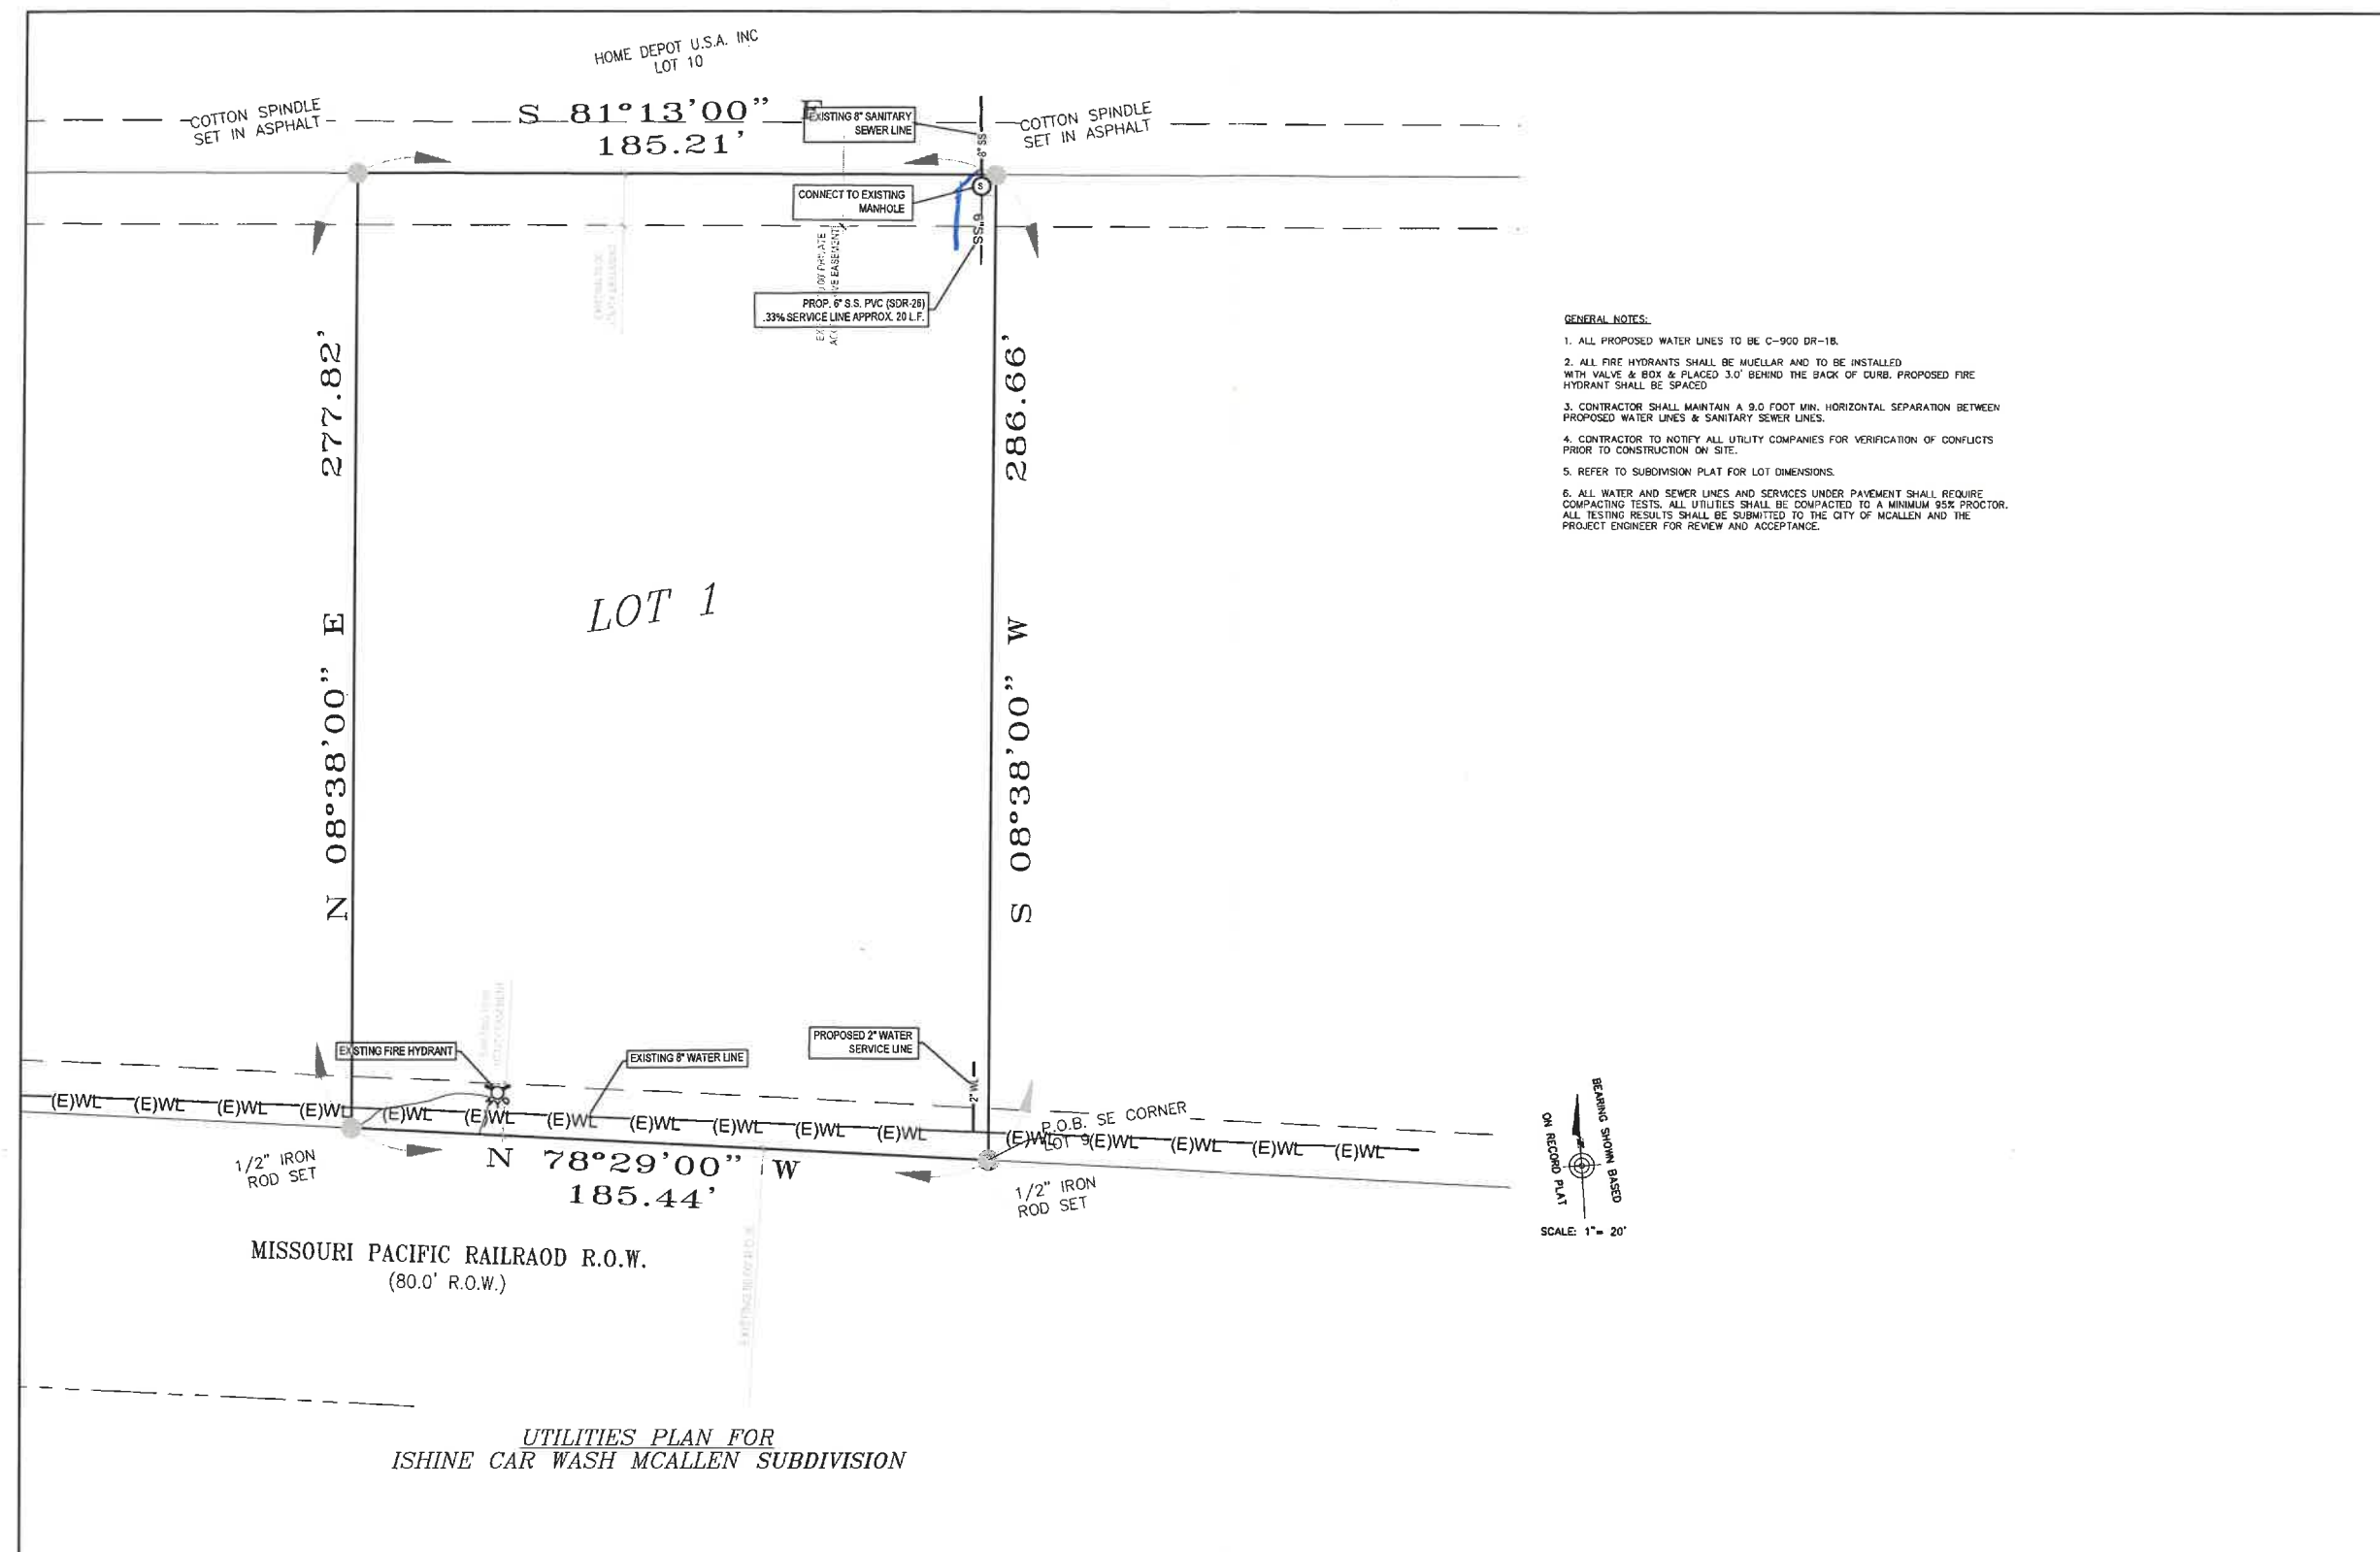 HOME DEPOT U.S.A. INC
LOT 10
COTTON SPINDLE
SET IN ASPHALT
S 81°13'00" E
185.21'
EXISTING 8" SANITARY
SEWER LINE
8" SS
COTTON SPINDLE
SET IN ASPHALT
CONNECT TO EXISTING
MANHOLE
S
6" SS
PROP. 6" S.S. PVC (SDR-26)
.33% SERVICE LINE APPROX. 20 L.F.
N 08°38'00" E 277.82'
S 08°38'00" W 286.66'
LOT 1
GENERAL NOTES:
1. ALL PROPOSED WATER LINES TO BE C-900 DR-18.
2. ALL FIRE HYDRANTS SHALL BE MUELLAR AND TO BE INSTALLED
WITH VALVE & BOX & PLACED 3.0' BEHIND THE BACK OF CURB. PROPOSED FIRE
HYDRANT SHALL BE SPACED
3. CONTRACTOR SHALL MAINTAIN A 9.0 FOOT MIN. HORIZONTAL SEPARATION BETWEEN
PROPOSED WATER LINES & SANITARY SEWER LINES.
4. CONTRACTOR TO NOTIFY ALL UTILITY COMPANIES FOR VERIFICATION OF CONFLICTS
PRIOR TO CONSTRUCTION ON SITE.
5. REFER TO SUBDIVISION PLAT FOR LOT DIMENSIONS.
6. ALL WATER AND SEWER LINES AND SERVICES UNDER PAVEMENT SHALL REQUIRE
COMPACTING TESTS. ALL UTILITIES SHALL BE COMPACTED TO A MINIMUM 95% PROCTOR.
ALL TESTING RESULTS SHALL BE SUBMITTED TO THE CITY OF MCALLEN AND THE
PROJECT ENGINEER FOR REVIEW AND ACCEPTANCE.
EXISTING FIRE HYDRANT
EXISTING 8" WATER LINE
PROPOSED 2" WATER
SERVICE LINE
2" WL
(E)WL (E)WL (E)WL (E)WL (E)WL (E)WL (E)WL (E)WL (E)WL (E)WL (E)WL (E)WL (E)WL (E)WL (E)WL (E)WL
P.O.B. SE CORNER
LOT 9
1/2" IRON
ROD SET
N 78°29'00" W
185.44'
1/2" IRON
ROD SET
MISSOURI PACIFIC RAILRAOD R.O.W.
(80.0' R.O.W.)
BEARING SHOWN BASED
ON RECORD PLAT
SCALE: 1"= 20'
UTILITIES PLAN FOR
ISHINE CAR WASH MCALLEN SUBDIVISION